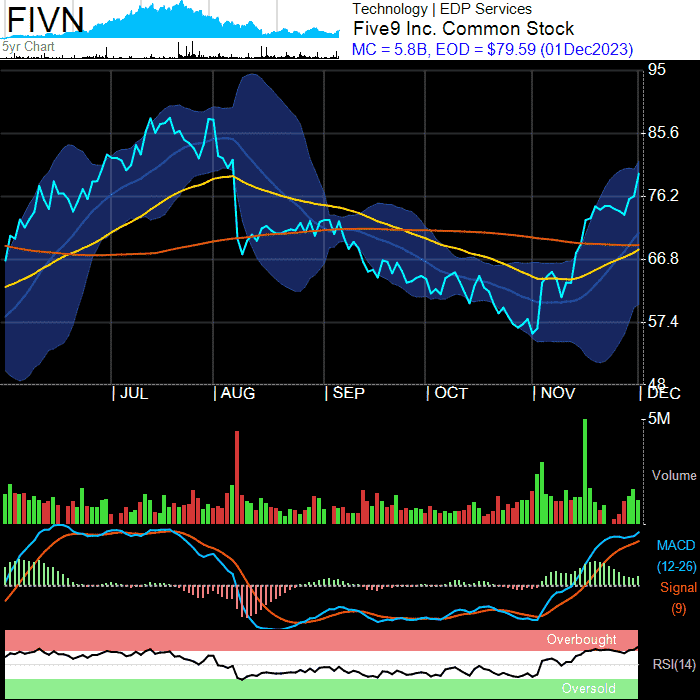 FIVN
5yr Chart
Technology | EDP Services
Five9 Inc. Common Stock
MC = 5.8B, EOD = $79.59 (01Dec2023)
95
85.6
76.2
66.8
57.4
48
| JUL | AUG | SEP | OCT | NOV | DEC
5M
Volume
MACD
(12-26)
Signal
(9)
Overbought
RSI(14)
Oversold